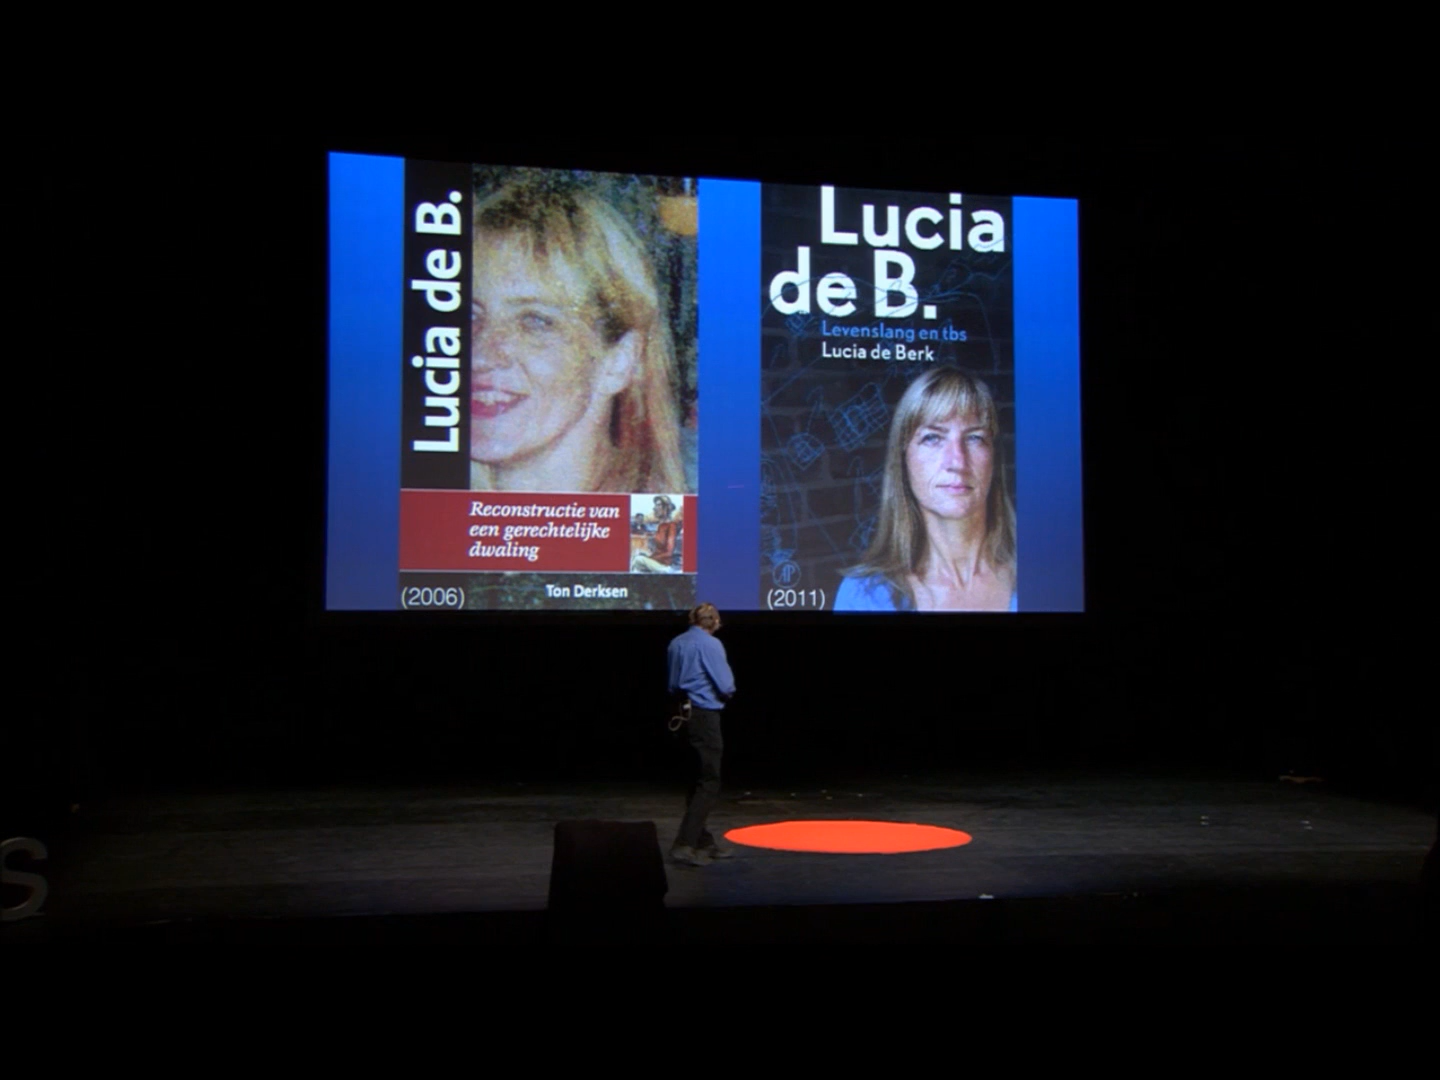 Lucia de B.
Reconstructie van
een gerechtelijke
dwaling
Ton Derksen
(2006)
Lucia
de B.
Levenslang en tbs
Lucia de Berk
AP
(2011)
S